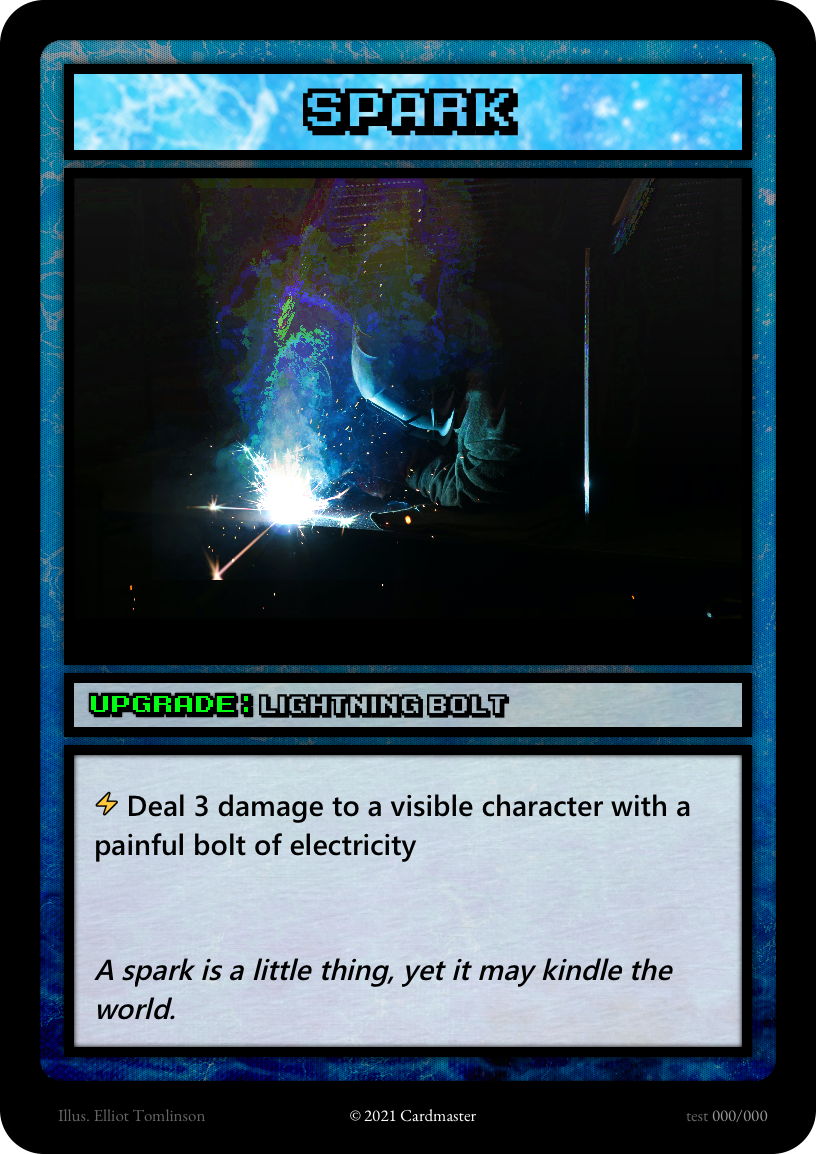 SPARK
UPGRADE: LIGHTNING BOLT
⚡ Deal 3 damage to a visible character with a
painful bolt of electricity
A spark is a little thing, yet it may kindle the
world.
Illus. Elliot Tomlinson © 2021 Cardmaster test 000/000